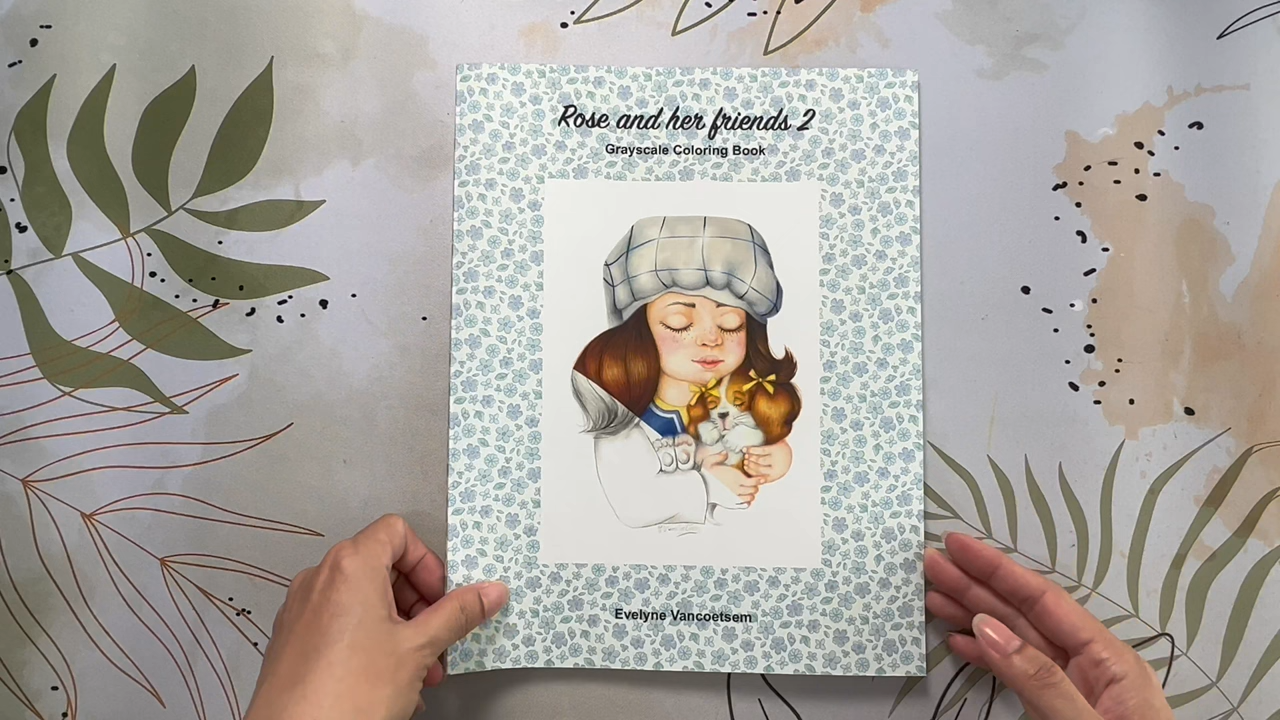 Rose and her friends 2
Grayscale Coloring Book
Evelyne Vancoetsem